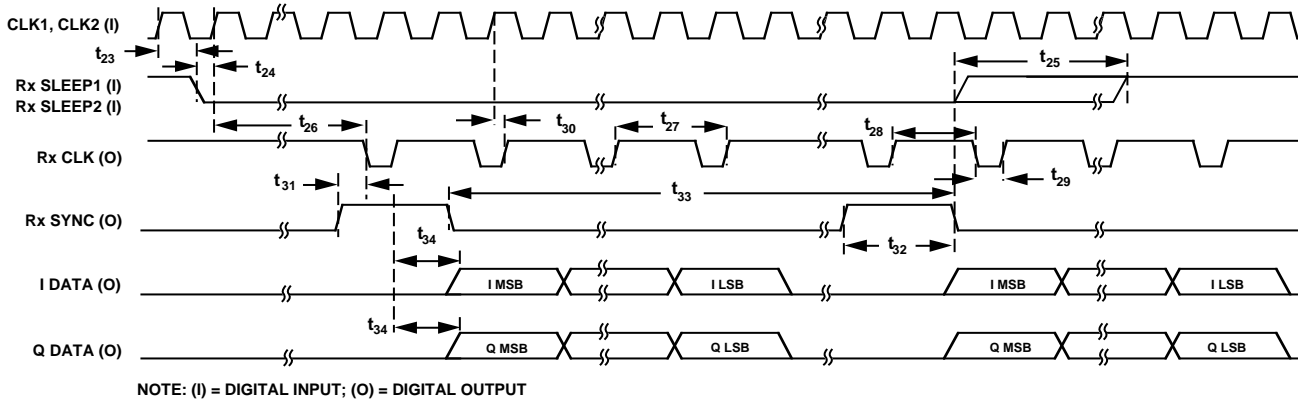 CLK1, CLK2 (I)
t23
t24
t25
Rx SLEEP1 (I)
Rx SLEEP2 (I)
t26
t30
t27
t28
Rx CLK (O)
t31
t33
t29
Rx SYNC (O)
t34
t32
I DATA (O)
I MSB
I LSB
I MSB
I LSB
t34
Q DATA (O)
Q MSB
Q LSB
Q MSB
Q LSB
NOTE: (I) = DIGITAL INPUT; (O) = DIGITAL OUTPUT